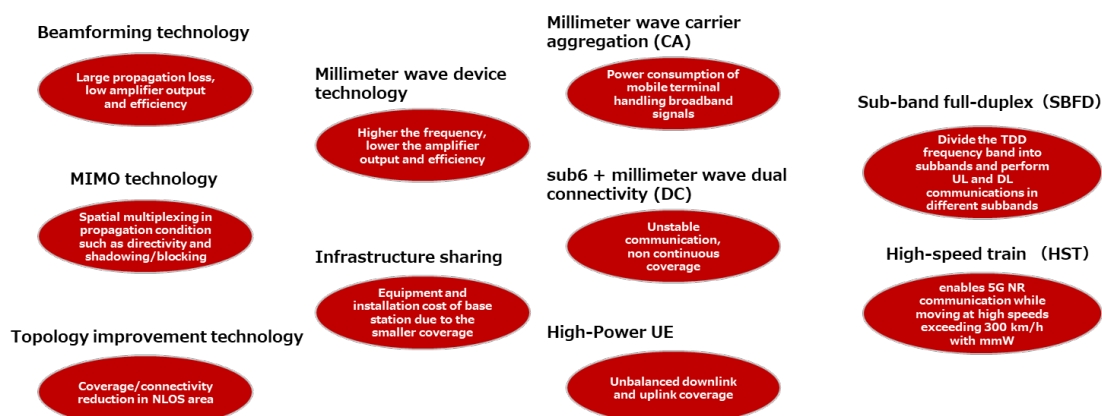 Beamforming technology
Large propagation loss,
low amplifier output
and efficiency
MIMO technology
Spatial multiplexing in
propagation condition
such as directivity and
shadowing/blocking
Topology improvement technology
Coverage/connectivity
reduction in NLOS area
Millimeter wave device
technology
Higher the frequency,
lower the amplifier
output and efficiency
Infrastructure sharing
Equipment and
installation cost of base
station due to the
smaller coverage
Millimeter wave carrier
aggregation (CA)
Power consumption of
mobile terminal
handling broadband
signals
sub6 + millimeter wave dual
connectivity (DC)
Unstable
communication,
non continuous
coverage
High-Power UE
Unbalanced downlink
and uplink coverage
Sub-band full-duplex（SBFD）
Divide the TDD
frequency band into
subbands and perform
UL and DL
communications in
different subbands
High-speed train （HST）
enables 5G NR
communication while
moving at high speeds
exceeding 300 km/h
with mmW